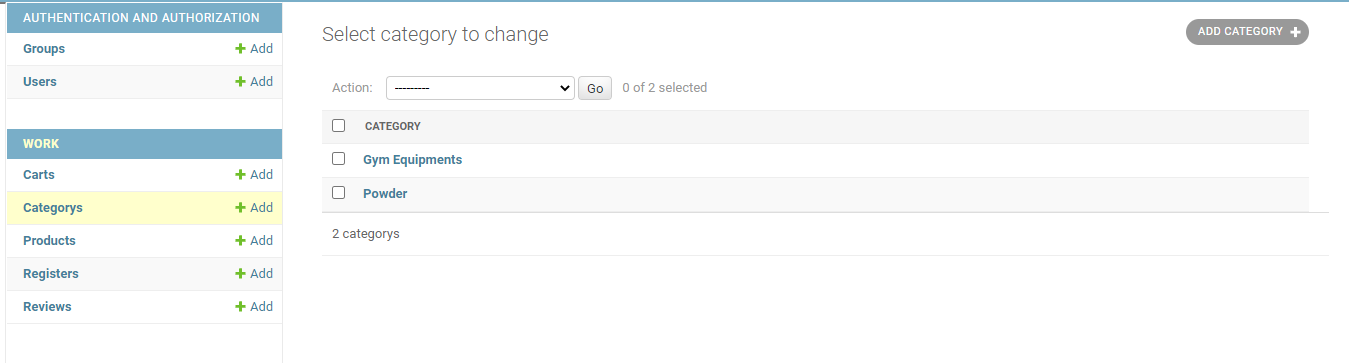 AUTHENTICATION AND AUTHORIZATION
Groups + Add
Users + Add
WORK
Carts + Add
Categorys + Add
Products + Add
Registers + Add
Reviews + Add
Select category to change
ADD CATEGORY +
Action: --------- Go 0 of 2 selected
CATEGORY
Gym Equipments
Powder
2 categorys